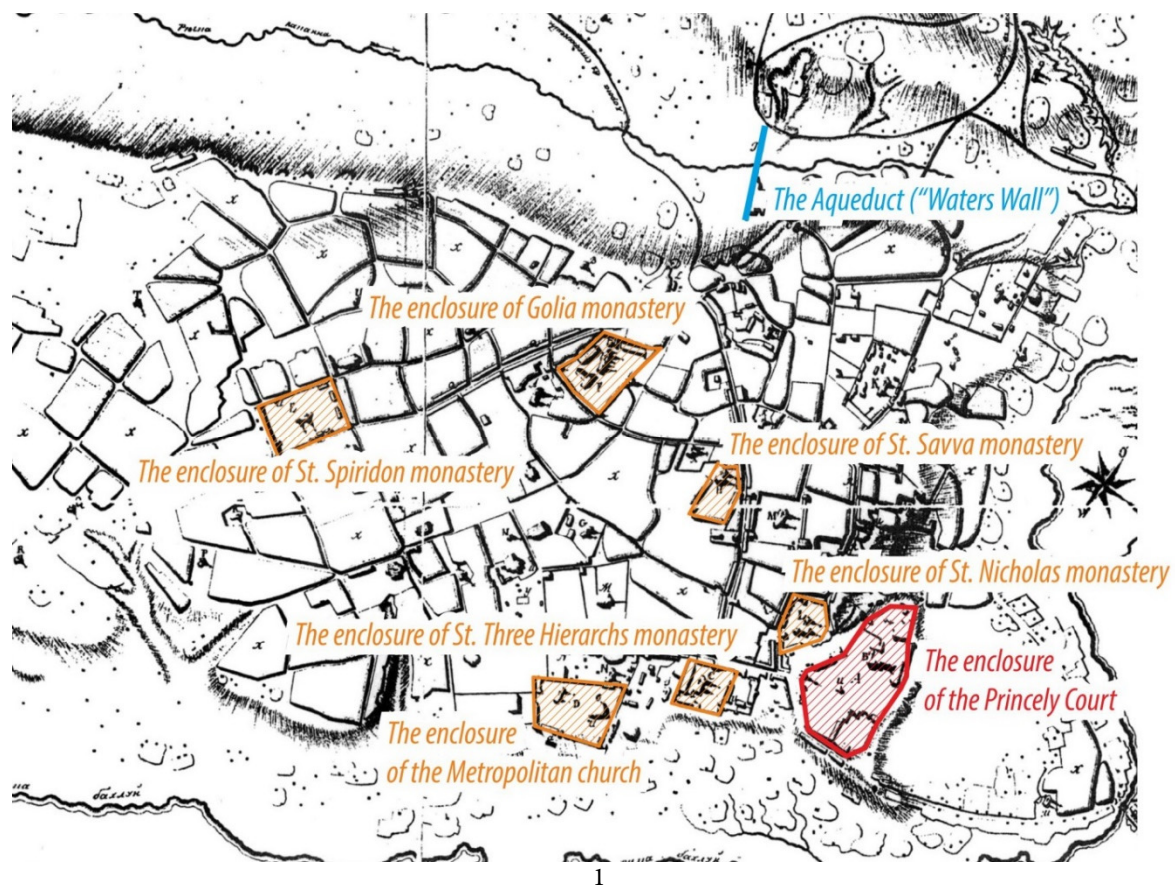 The Aqueduct ("Waters Wall")
The enclosure of Golia monastery
The enclosure of St. Savva monastery
The enclosure of St. Spiridon monastery
The enclosure of St. Nicholas monastery
The enclosure of St. Three Hierarchs monastery
The enclosure
of the Princely Court
The enclosure
of the Metropolitan church
1